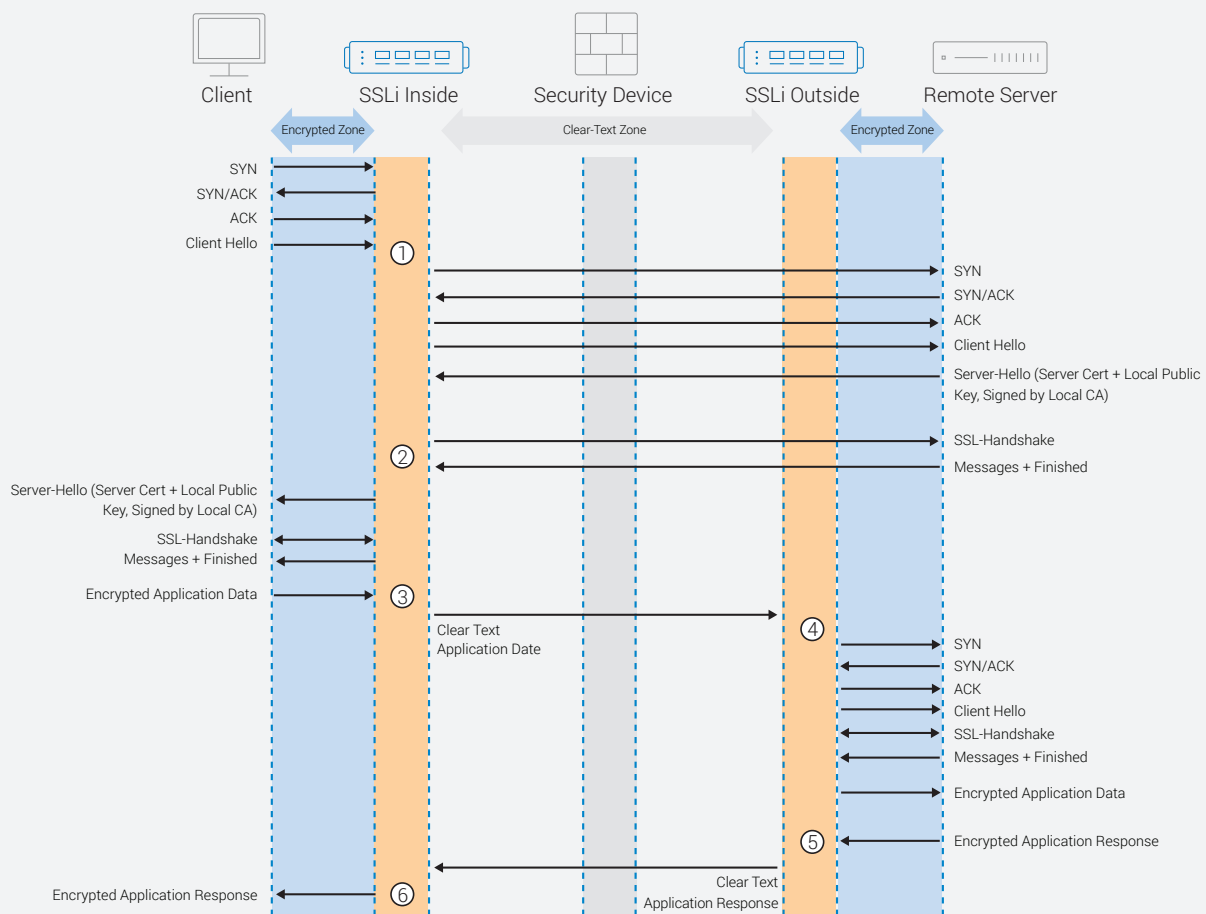 Client
SSLi Inside
Security Device
SSLi Outside
Remote Server
Encrypted Zone
Clear-Text Zone
Encrypted Zone
SYN
SYN/ACK
ACK
Client Hello
1
SYN
SYN/ACK
ACK
Client Hello
Server-Hello (Server Cert + Local Public
Key, Signed by Local CA)
2
SSL-Handshake
Messages + Finished
Server-Hello (Server Cert + Local Public
Key, Signed by Local CA)
SSL-Handshake
Messages + Finished
Encrypted Application Data
3
Clear Text
Application Date
4
SYN
SYN/ACK
ACK
Client Hello
SSL-Handshake
Messages + Finished
Encrypted Application Data
5
Encrypted Application Response
Clear Text
Application Response
Encrypted Application Response
6